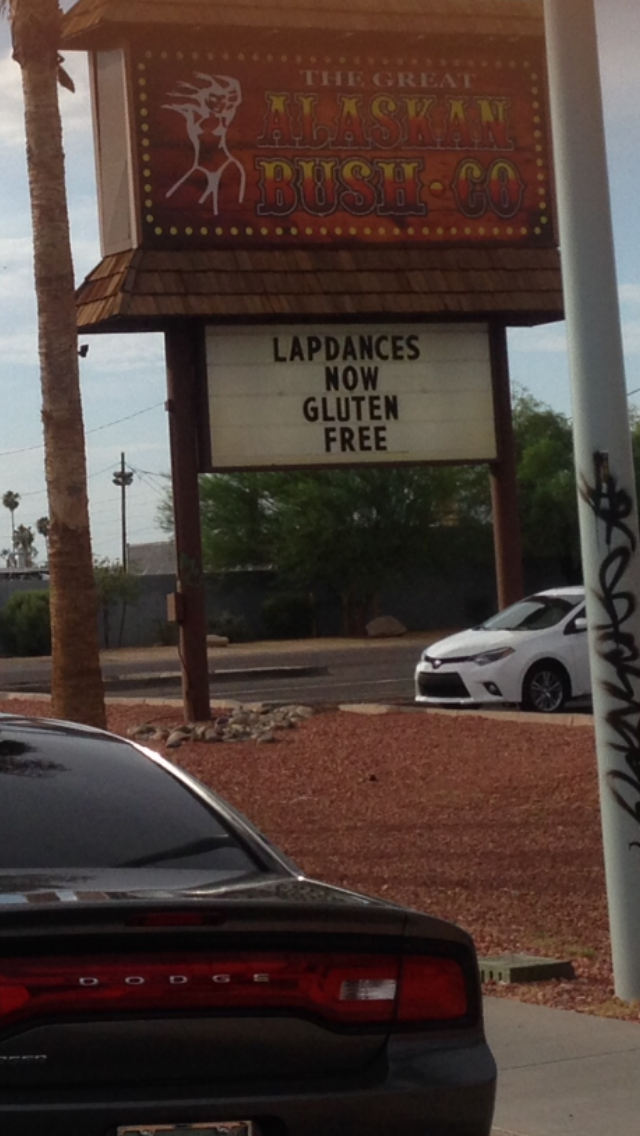 THE GREAT
ALASKAN
BUSH·CO
LAPDANCES
NOW
GLUTEN
FREE
DODGE